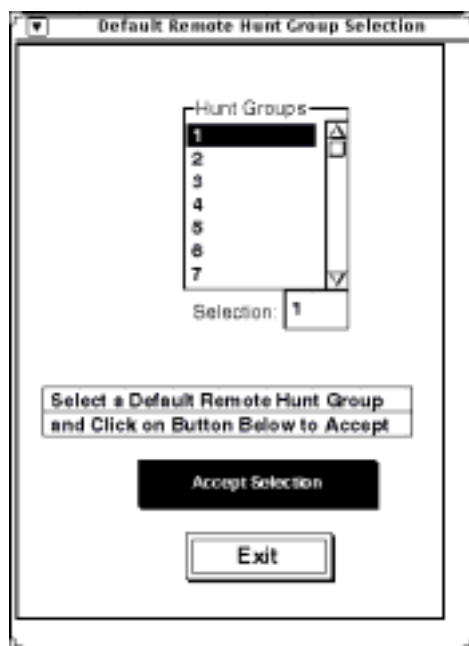 Default Remote Hunt Group Selection
Hunt Groups
1
2
3
4
5
6
7
Selection: 1
Select a Default Remote Hunt Group
and Click on Button Below to Accept
Accept Selection
Exit